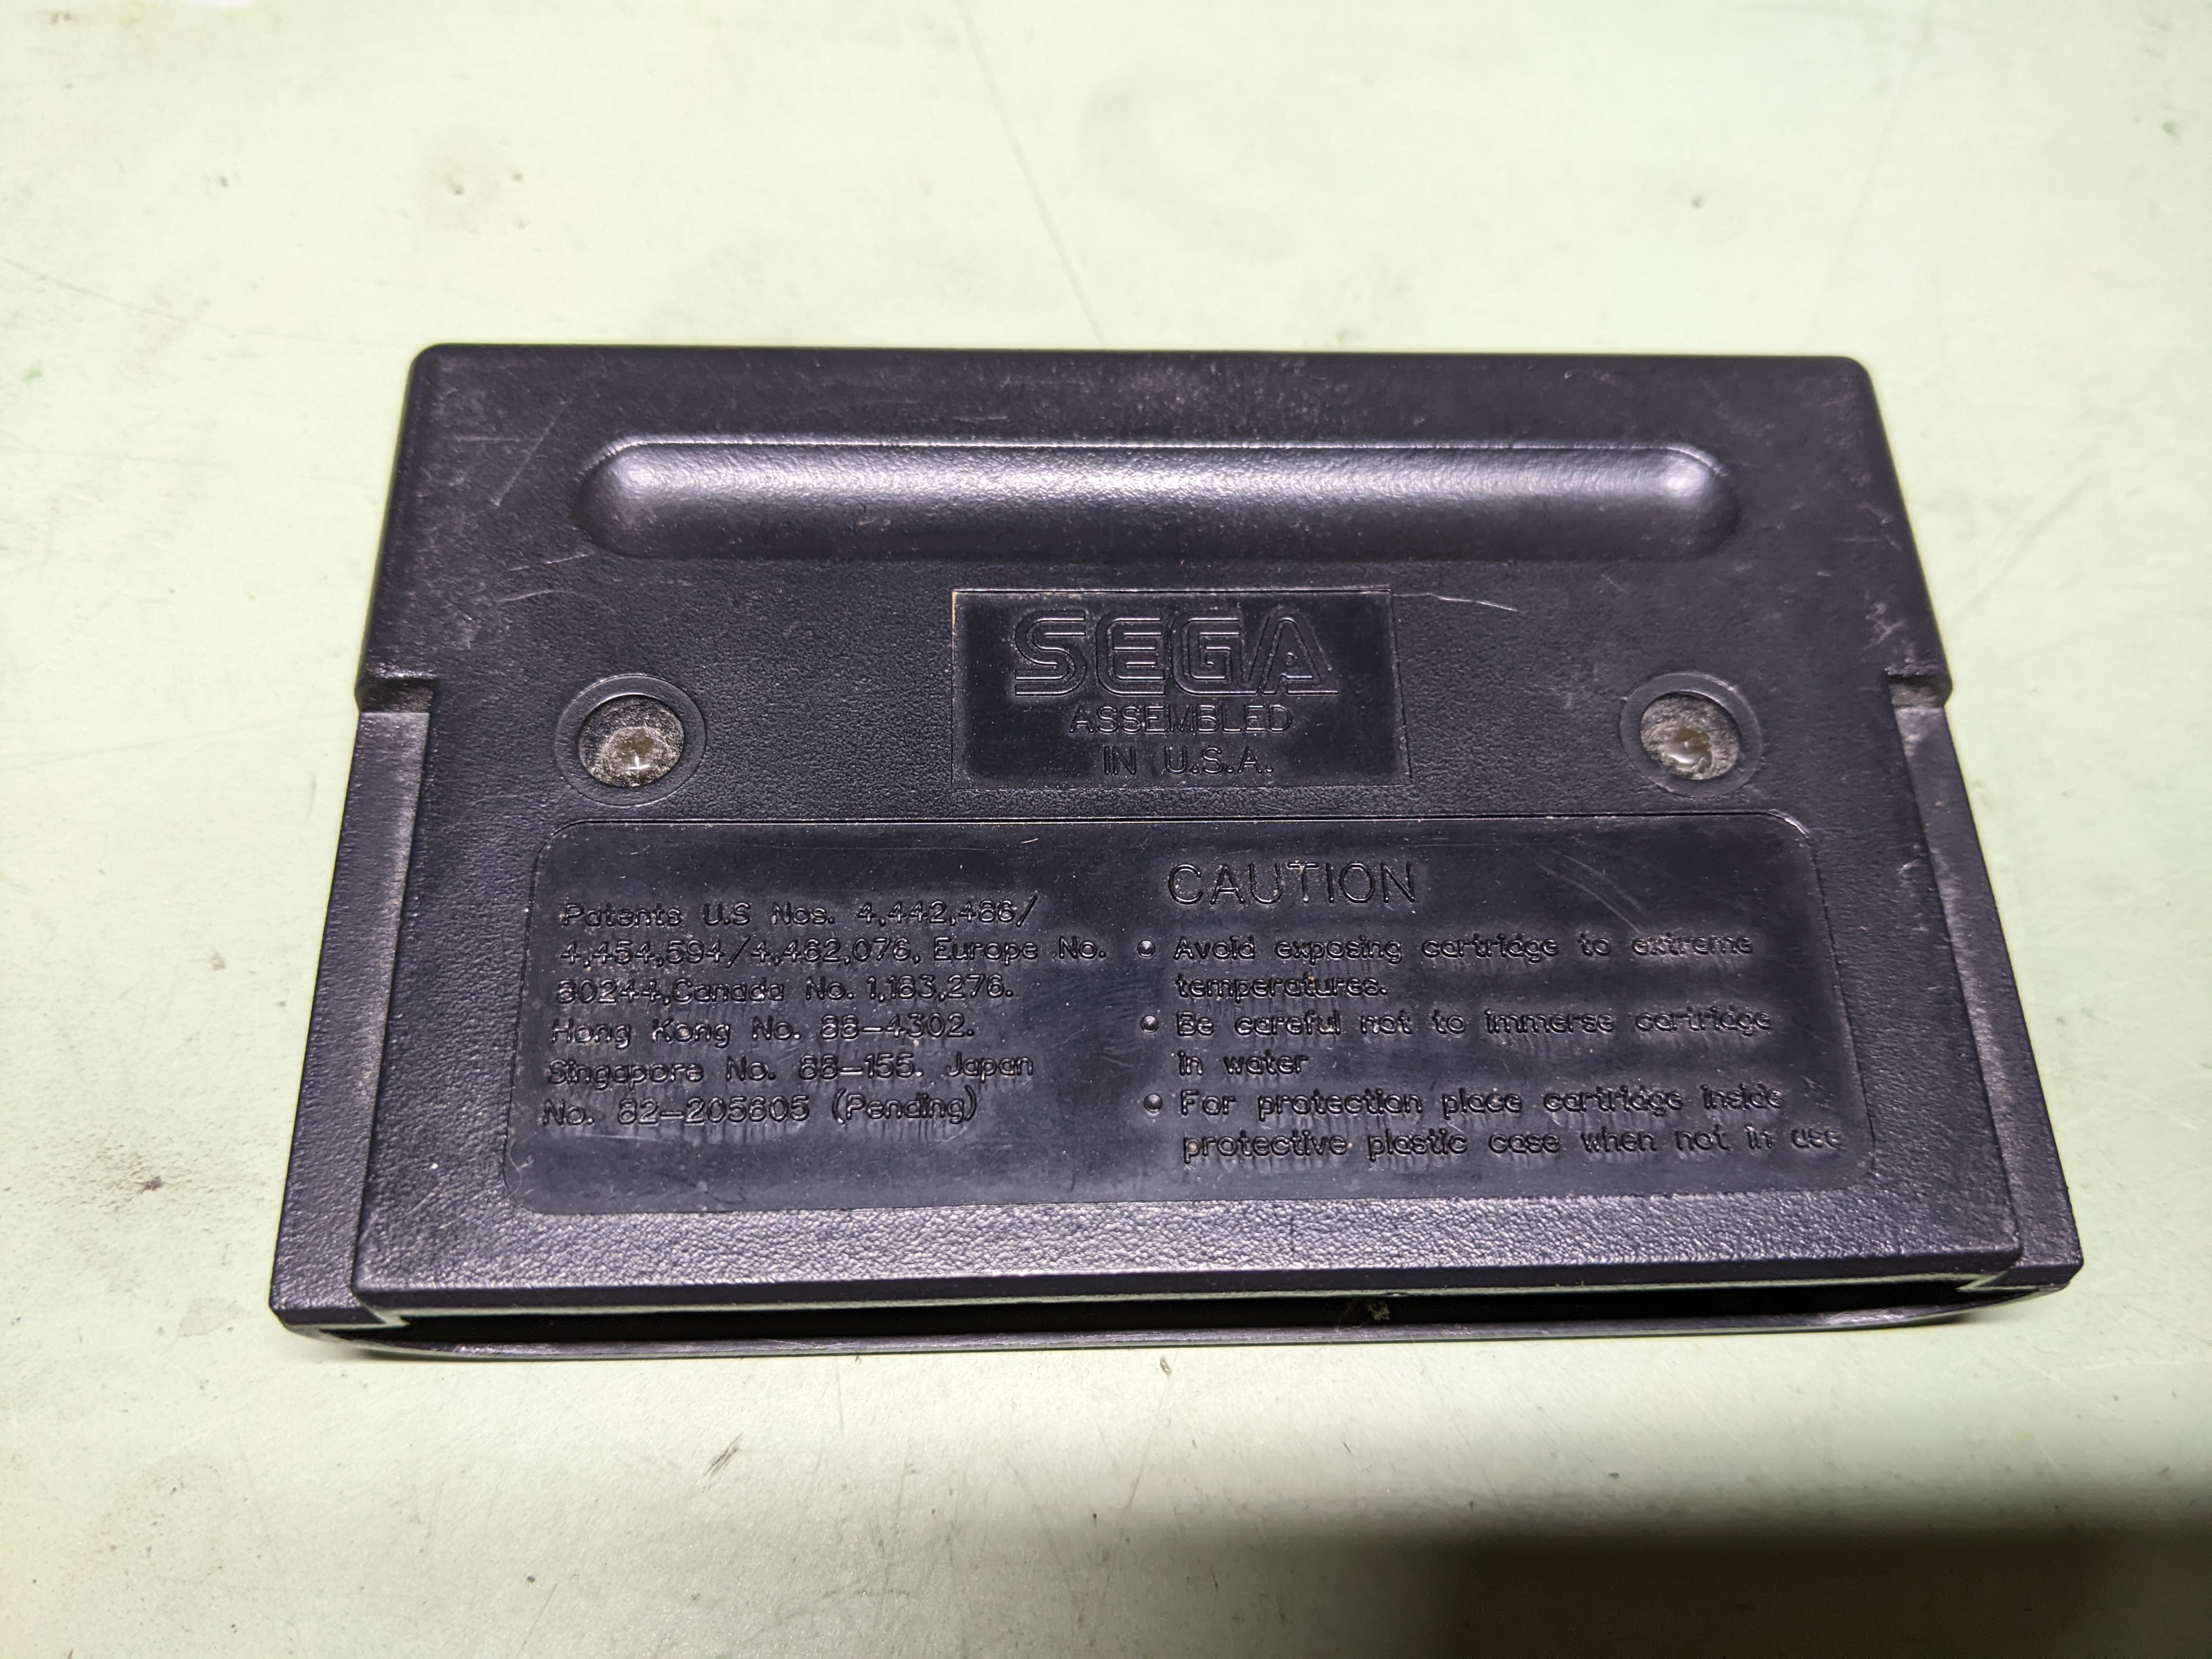 SEGA
ASSEMBLED
IN U.S.A.
Patents U.S Nos. 4,442,486/
4,454,594/4,462,076, Europe No.
80244,Canada No. 1,183,276.
Hong Kong No. 88-4302.
Singapore No. 88-155. Japan
No. 82-205605 (Pending)
CAUTION
• Avoid exposing cartridge to extreme
temperatures.
• Be careful not to immerse cartridge
in water
• For protection place cartridge inside
protective plastic case when not in use